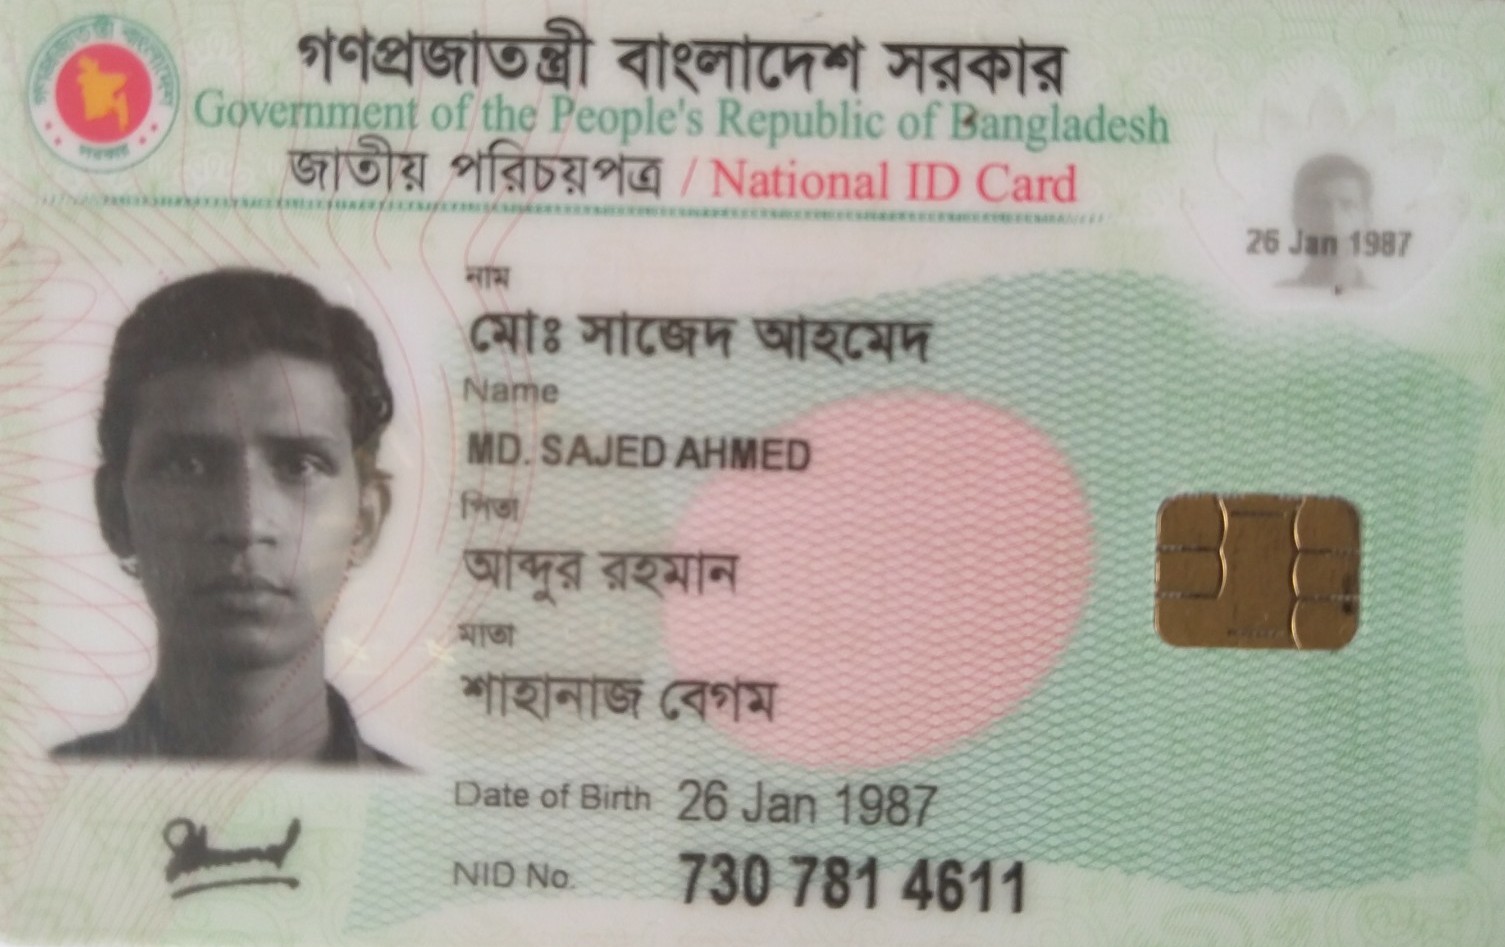 গণপ্রজাতন্ত্রী বাংলাদেশ সরকার
Government of the People's Republic of Bangladesh
জাতীয় পরিচয়পত্র / National ID Card
26 Jan 1987
নাম
মোঃ সাজেদ আহমেদ
Name
MD. SAJED AHMED
পিতা
আব্দুর রহমান
মাতা
শাহানাজ বেগম
Date of Birth 26 Jan 1987
NID No. 730 781 4611